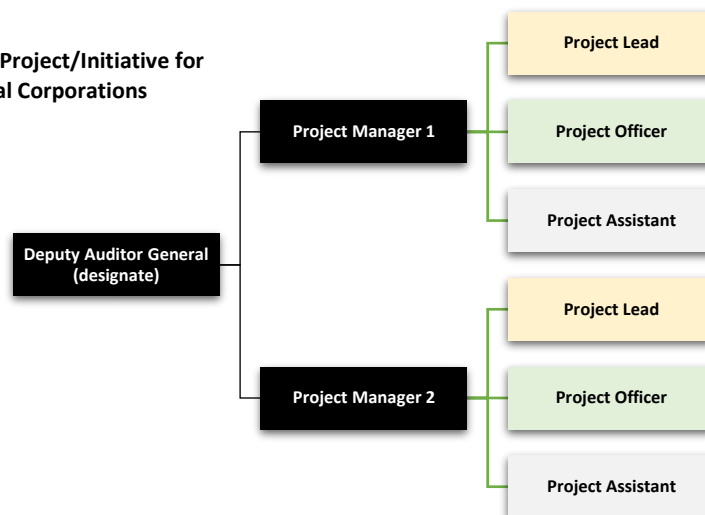 Project/Initiative for
Corporations
Project Lead
Project Manager 1
Project Officer
Project Assistant
Deputy Auditor General
(designate)
Project Lead
Project Manager 2
Project Officer
Project Assistant